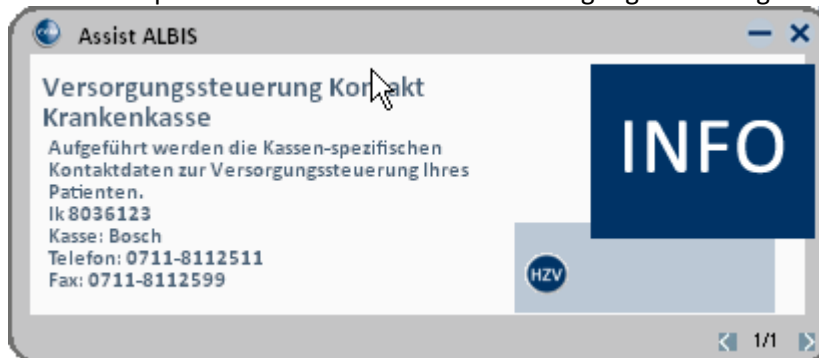 Assist ALBIS
Versorgungssteuerung Kontakt
Krankenkasse
Aufgeführt werden die Kassen-spezifischen
Kontaktdaten zur Versorgungssteuerung Ihres
Patienten.
Ik 8036123
Kasse: Bosch
Telefon: 0711-8112511
Fax: 0711-8112599
INFO
HZV
1/1